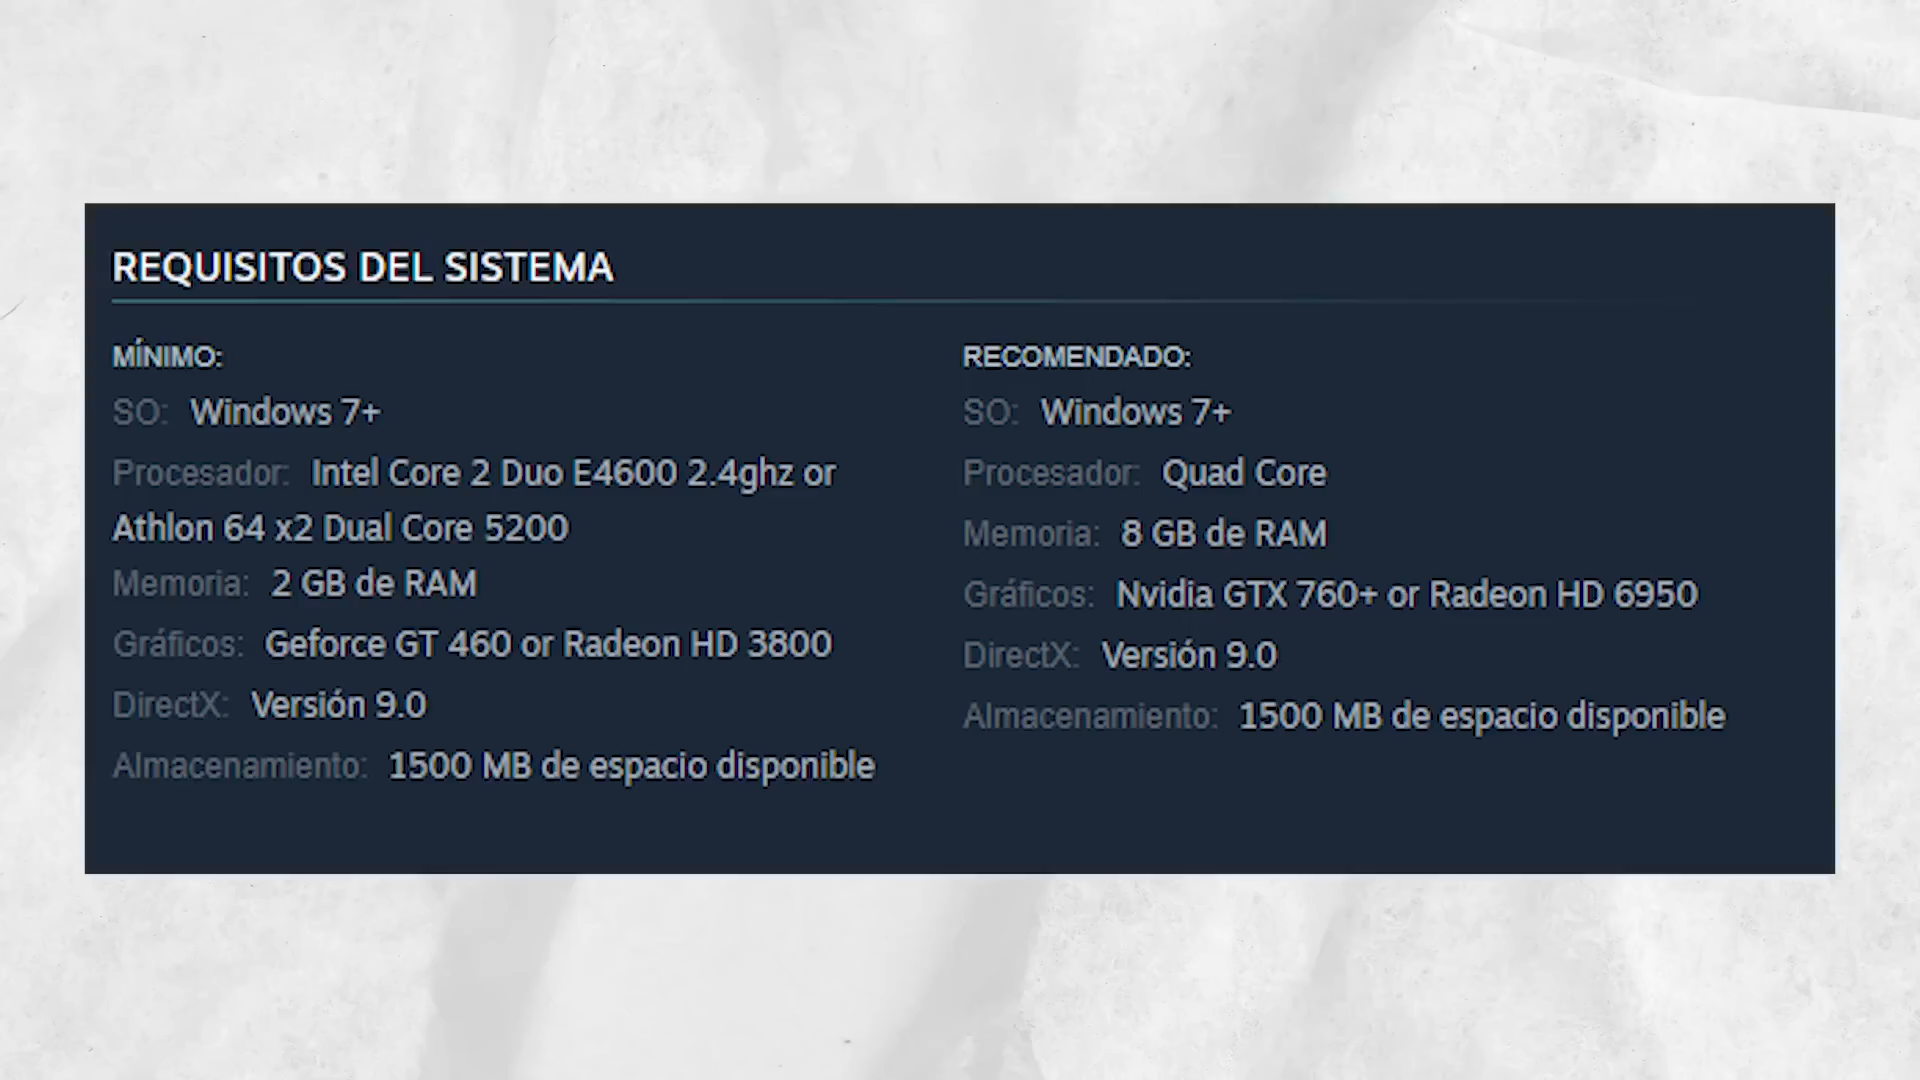 REQUISITOS DEL SISTEMA
MÍNIMO:
SO: Windows 7+
Procesador: Intel Core 2 Duo E4600 2.4ghz or
Athlon 64 x2 Dual Core 5200
Memoria: 2 GB de RAM
Gráficos: Geforce GT 460 or Radeon HD 3800
DirectX: Versión 9.0
Almacenamiento: 1500 MB de espacio disponible
RECOMENDADO:
SO: Windows 7+
Procesador: Quad Core
Memoria: 8 GB de RAM
Gráficos: Nvidia GTX 760+ or Radeon HD 6950
DirectX: Versión 9.0
Almacenamiento: 1500 MB de espacio disponible